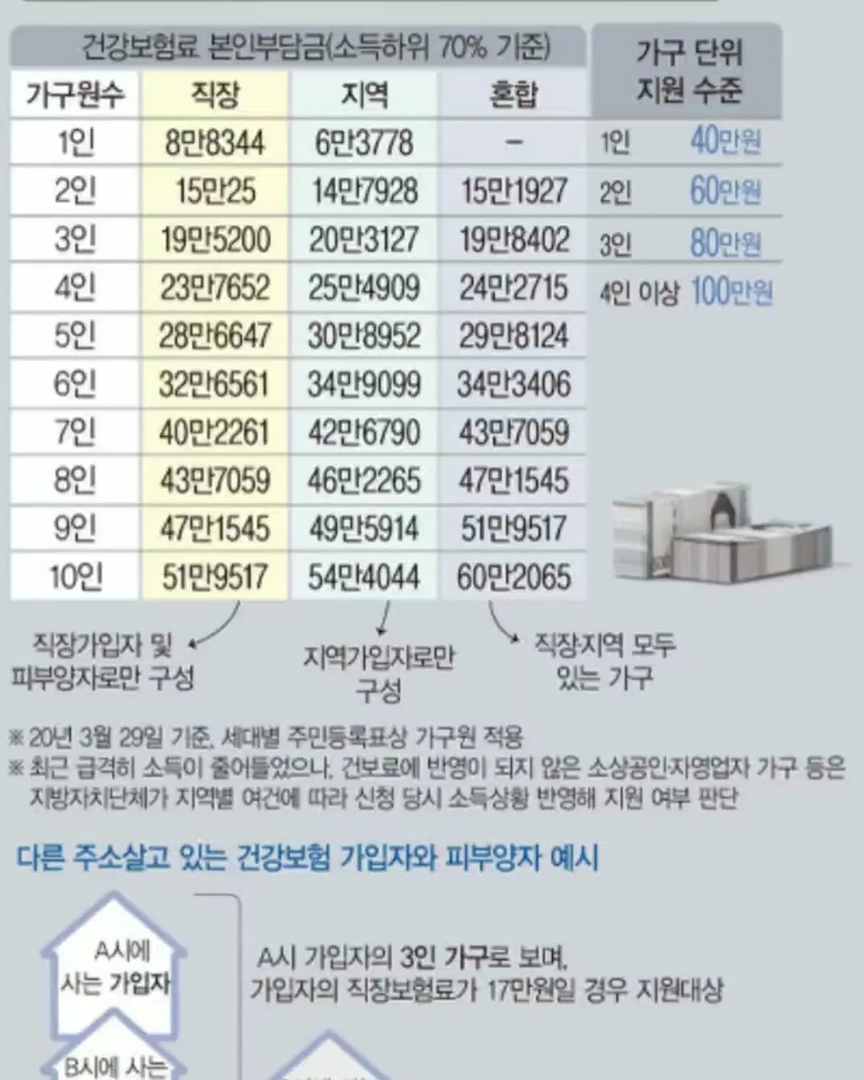 건강보험료 본인부담금(소득하위 70% 기준)
가구원수 직장 지역 혼합
1인 8만8344 6만3778 –
2인 15만25 14만7928 15만1927
3인 19만5200 20만3127 19만8402
4인 23만7652 25만4909 24만2715
5인 28만6647 30만8952 29만8124
6인 32만6561 34만9099 34만3406
7인 40만2261 42만6790 43만7059
8인 43만7059 46만2265 47만1545
9인 47만1545 49만5914 51만9517
10인 51만9517 54만4044 60만2065
가구 단위
지원 수준
1인 40만원
2인 60만원
3인 80만원
4인 이상 100만원
직장가입자 및
피부양자로만 구성
지역가입자로만
구성
직장·지역 모두
있는 가구
※ 20년 3월 29일 기준, 세대별 주민등록표상 가구원 적용
※ 최근 급격히 소득이 줄어들었으나, 건보료에 반영이 되지 않은 소상공인·자영업자 가구 등은
지방자치단체가 지역별 여건에 따라 신청 당시 소득상황 반영해 지원 여부 판단
다른 주소살고 있는 건강보험 가입자와 피부양자 예시
A시에
사는 가입자
A시 가입자의 3인 가구로 보며,
가입자의 직장보험료가 17만원일 경우 지원대상
B시에 사는